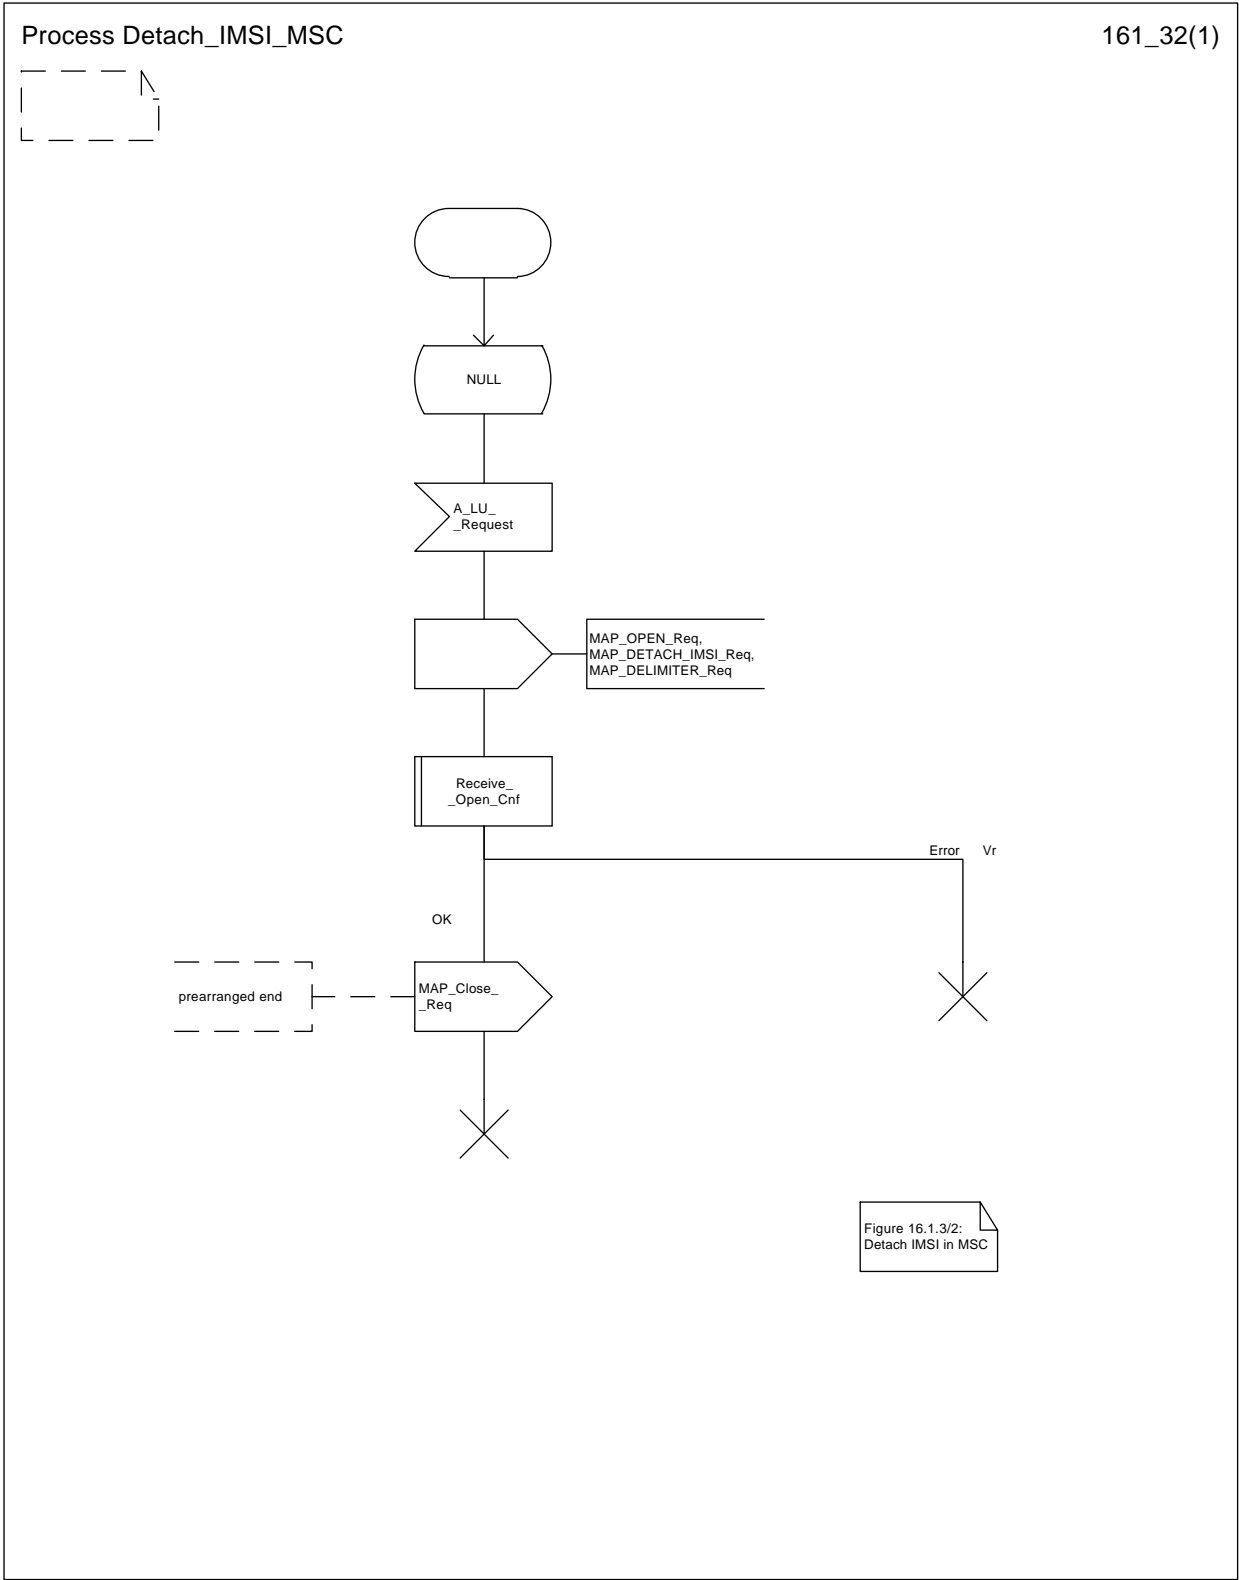 Process Detach_IMSI_MSC
161_32(1)
NULL
A_LU_
_Request
MAP_OPEN_Req,
MAP_DETACH_IMSI_Req,
MAP_DELIMITER_Req
Receive_
_Open_Cnf
Error Vr
OK
prearranged end
MAP_Close_
_Req
Figure 16.1.3/2:
Detach IMSI in MSC